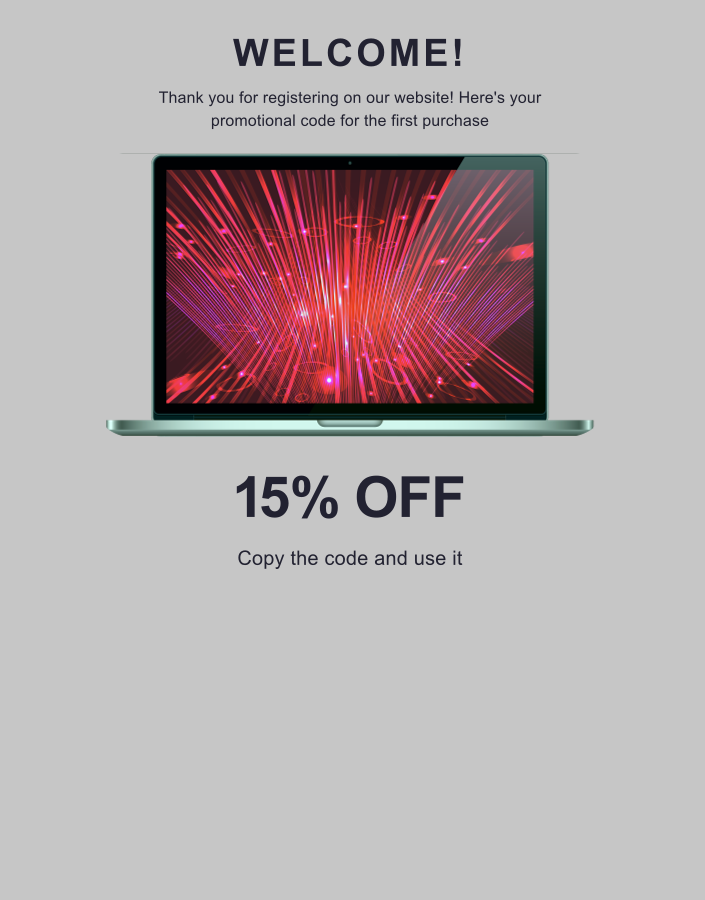 WELCOME!
Thank you for registering on our website! Here's your
promotional code for the first purchase
15% OFF
Copy the code and use it